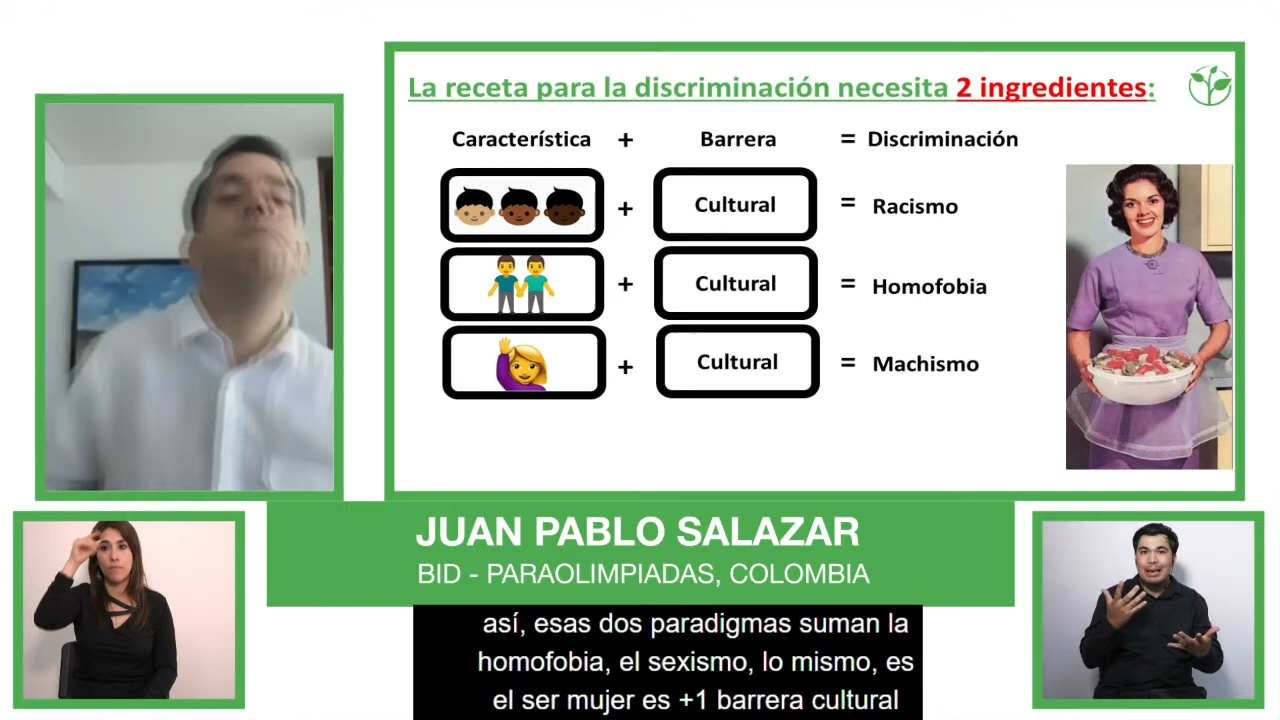 La receta para la discriminación necesita 2 ingredientes:
Característica + Barrera = Discriminación
+ Cultural = Racismo
+ Cultural = Homofobia
+ Cultural = Machismo
JUAN PABLO SALAZAR
BID - PARAOLIMPIADAS, COLOMBIA
así, esas dos paradigmas suman la
homofobia, el sexismo, lo mismo, es
el ser mujer es +1 barrera cultural